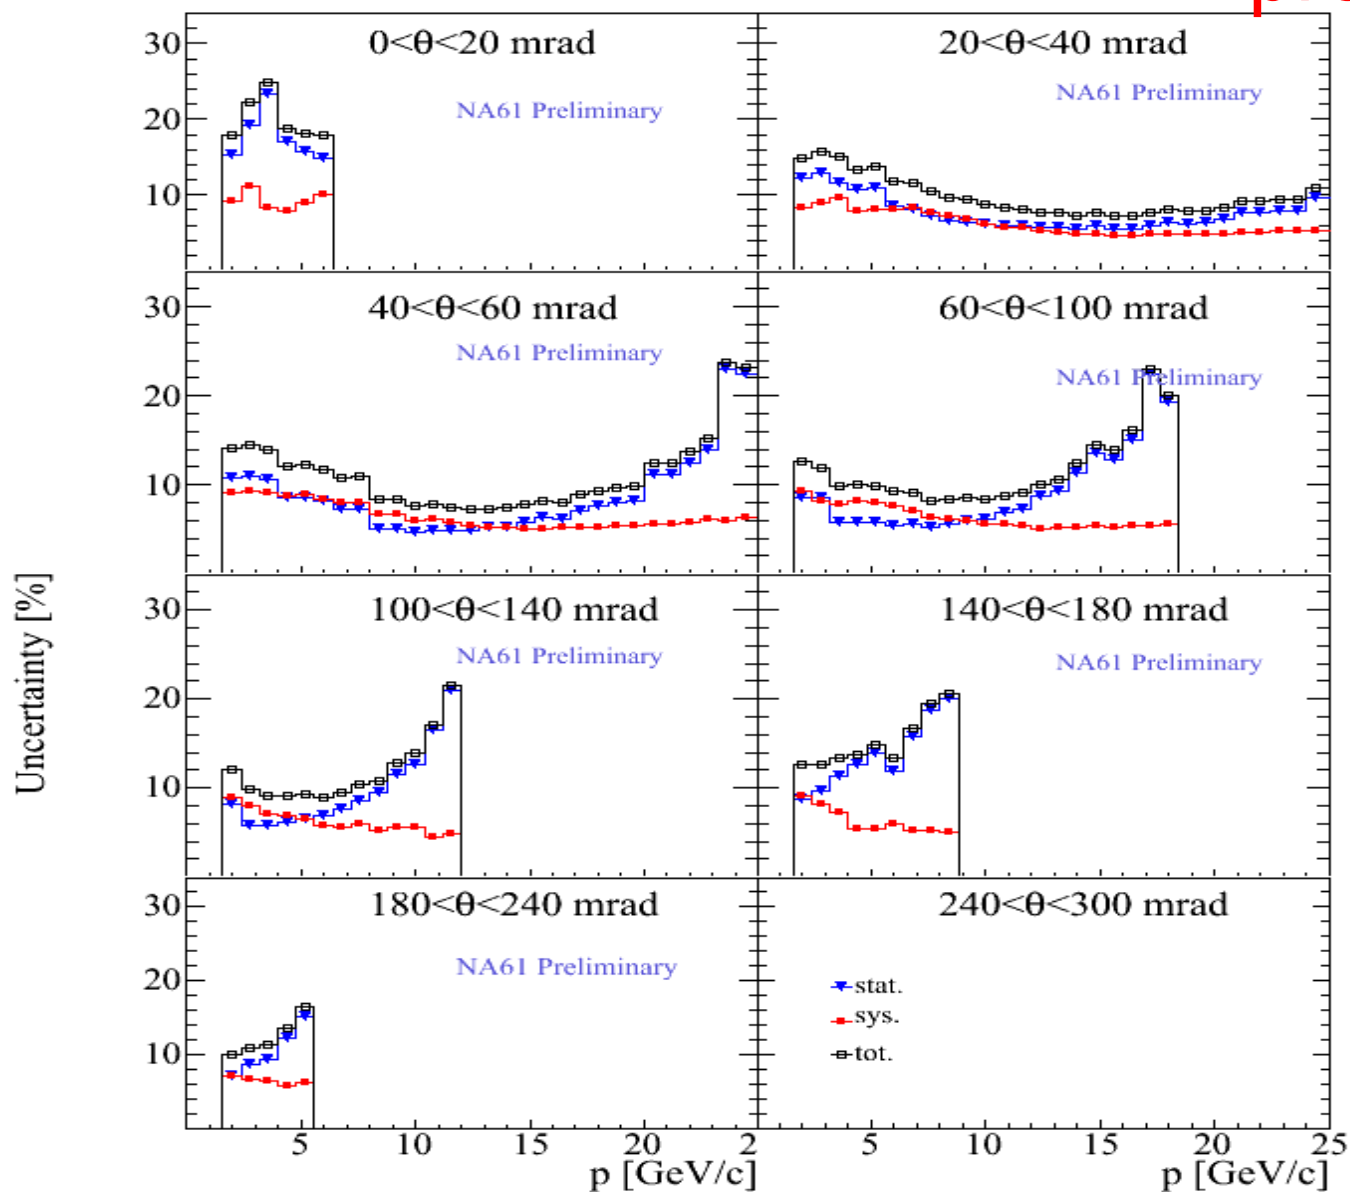 0<θ<20 mrad
20<θ<40 mrad
NA61 Preliminary
NA61 Preliminary
30
20
10
40<θ<60 mrad
60<θ<100 mrad
NA61 Preliminary
NA61 Preliminary
30
20
10
100<θ<140 mrad
140<θ<180 mrad
NA61 Preliminary
NA61 Preliminary
30
20
10
180<θ<240 mrad
240<θ<300 mrad
NA61 Preliminary
30
20
10
stat.
sys.
tot.
5 10 15 20 2
5 10 15 20 25
p [GeV/c]
p [GeV/c]
Uncertainty [%]